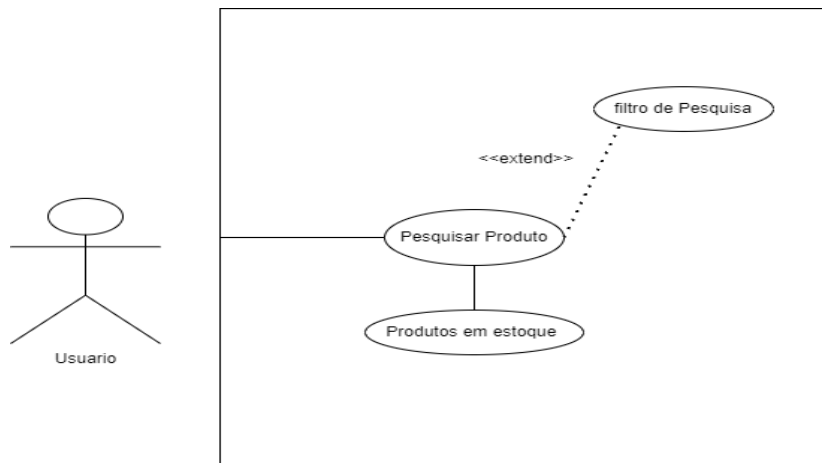 filtro de Pesquisa
<<extend>>
Pesquisar Produto
Produtos em estoque
Usuario